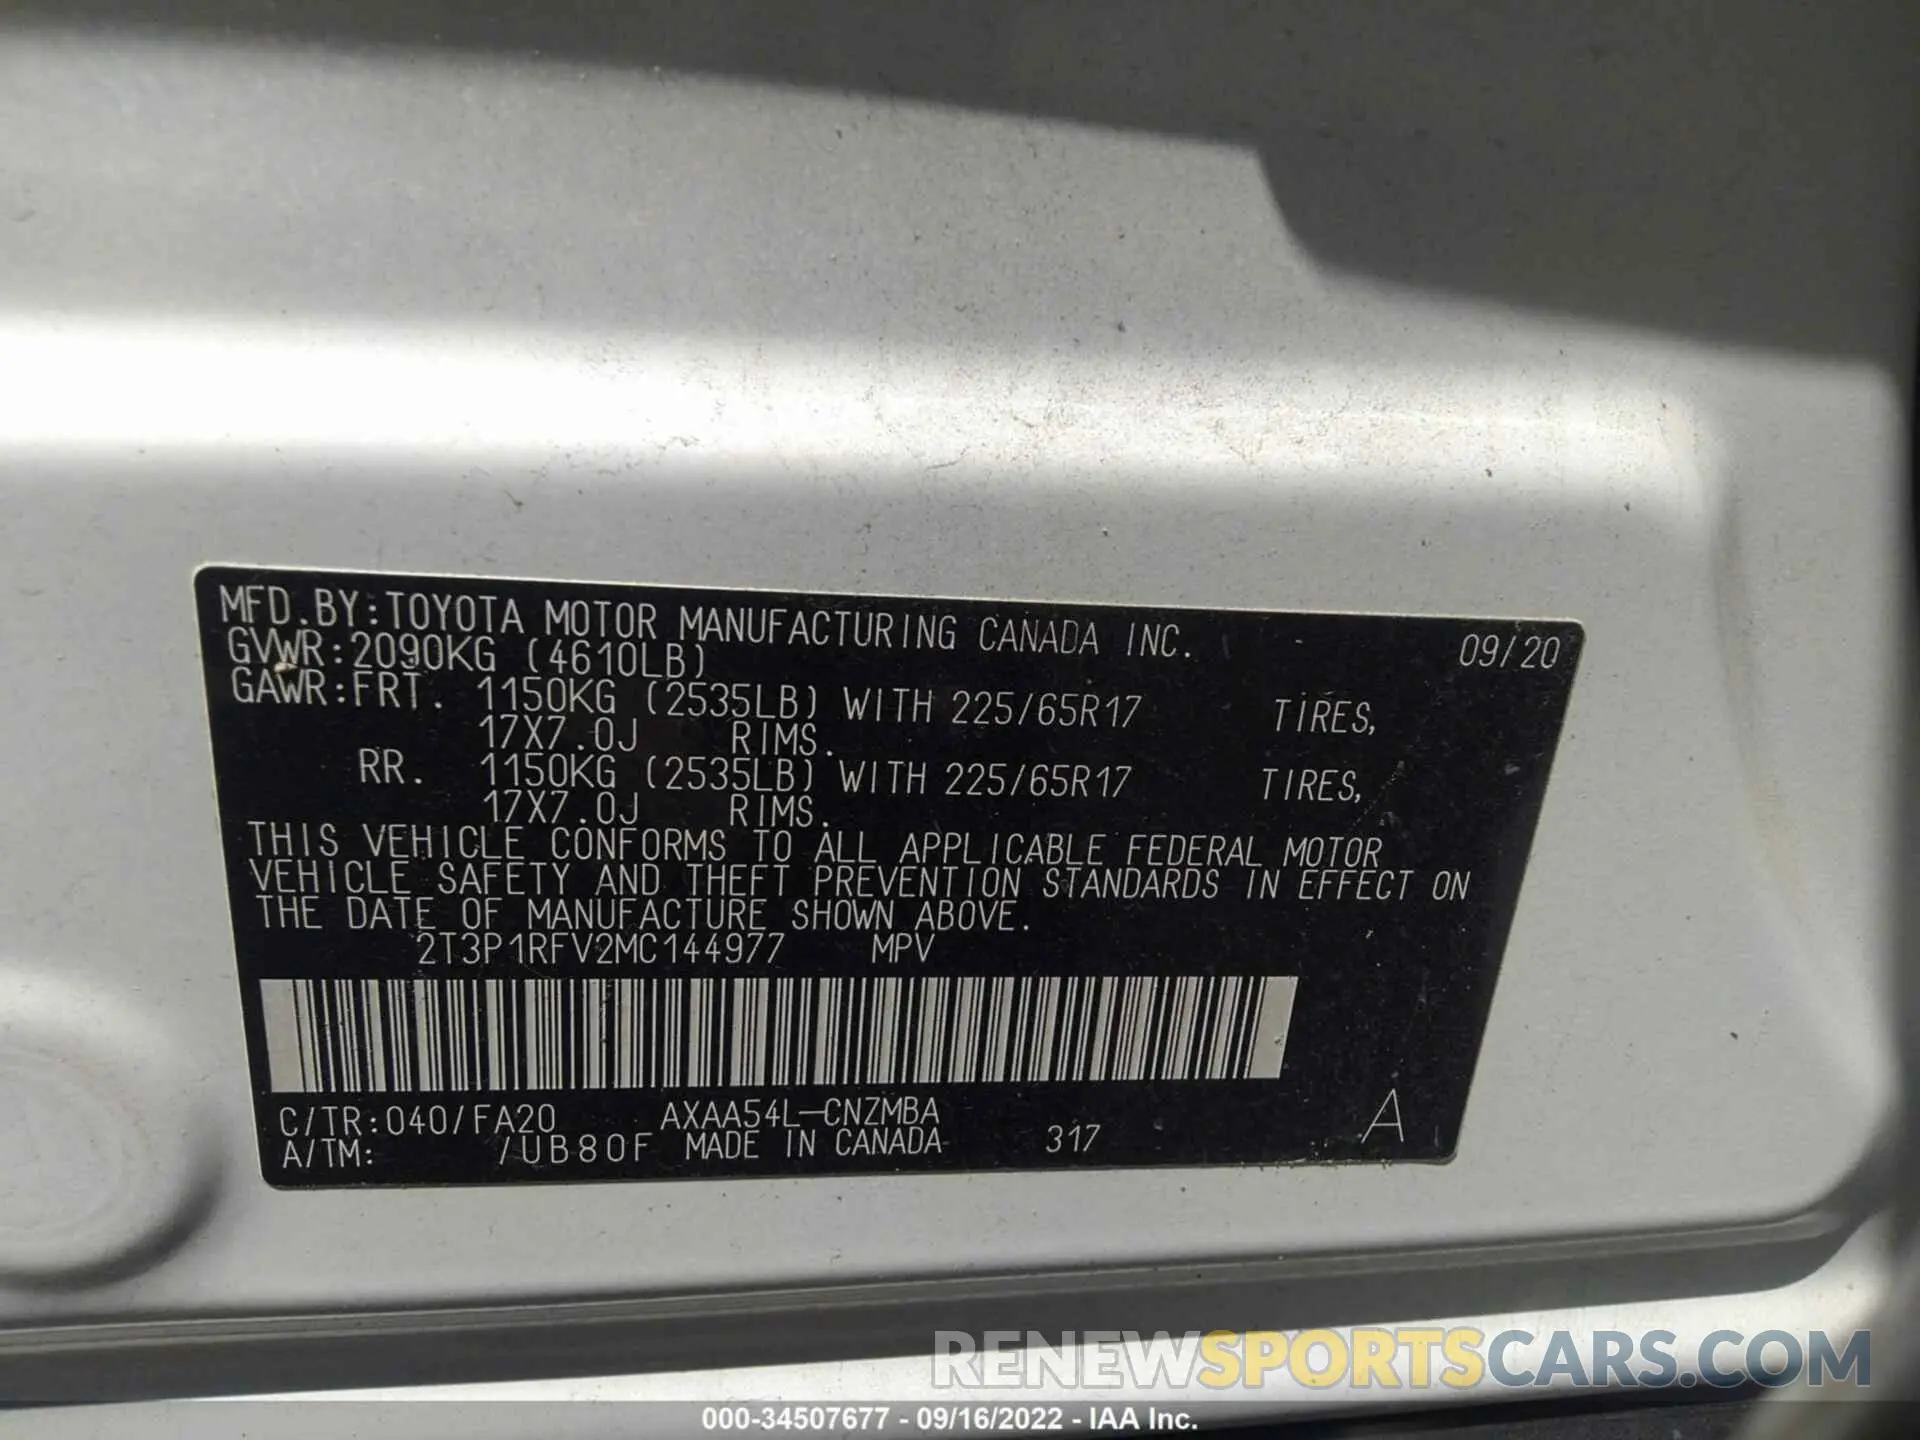 MFD.BY:TOYOTA MOTOR MANUFACTURING CANADA INC. 09/20
GVWR:2090KG (4610LB)
GAWR:FRT. 1150KG (2535LB) WITH 225/65R17 TIRES,
17X7.0J RIMS.
RR. 1150KG (2535LB) WITH 225/65R17 TIRES,
17X7.0J RIMS.
THIS VEHICLE CONFORMS TO ALL APPLICABLE FEDERAL MOTOR
VEHICLE SAFETY AND THEFT PREVENTION STANDARDS IN EFFECT ON
THE DATE OF MANUFACTURE SHOWN ABOVE.
2T3P1RFV2MC144977 MPV
C/TR:040/FA20 AXAA54L-CNZMBA
A/TM: /UB80F MADE IN CANADA 317 A
RENEWSPORTSCARS.COM
000-34507677 - 09/16/2022 - IAA Inc.